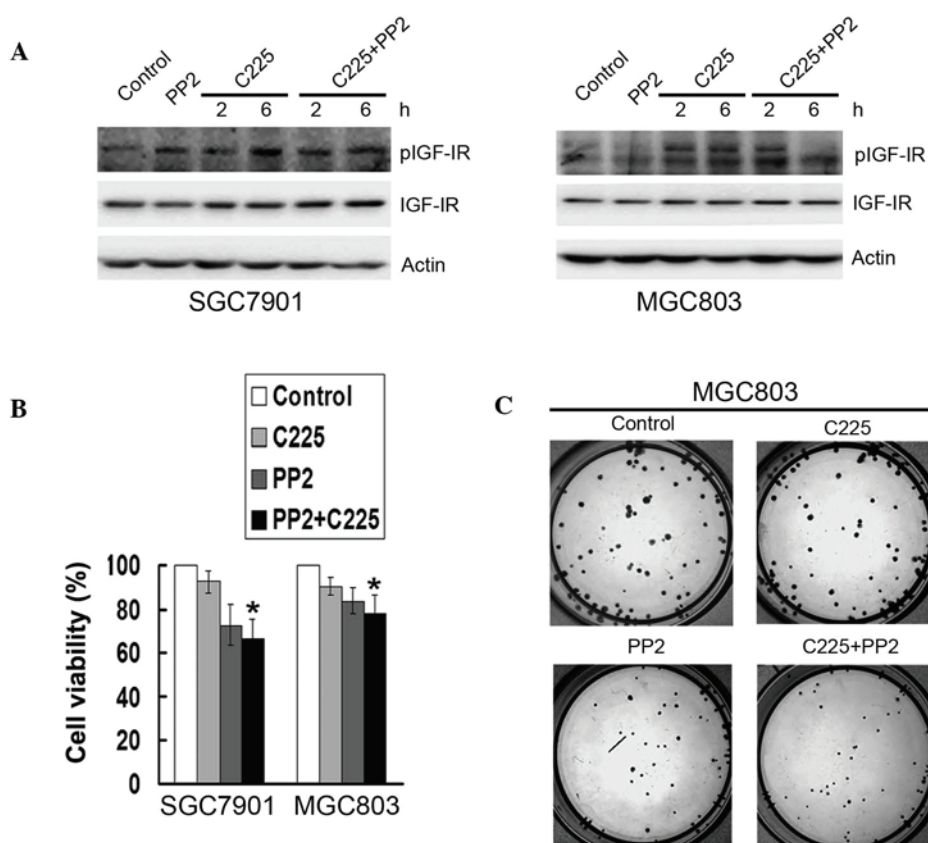 A
Control
PP2
C225
C225+PP2
2 6 2 6 h
pIGF-IR
IGF-IR
Actin
SGC7901
Control
PP2
C225
C225+PP2
2 6 2 6 h
pIGF-IR
IGF-IR
Actin
MGC803
B
Control
C225
PP2
PP2+C225
Cell viability (%)
100
80
60
40
20
0
* *
SGC7901 MGC803
C
MGC803
Control C225
PP2 C225+PP2